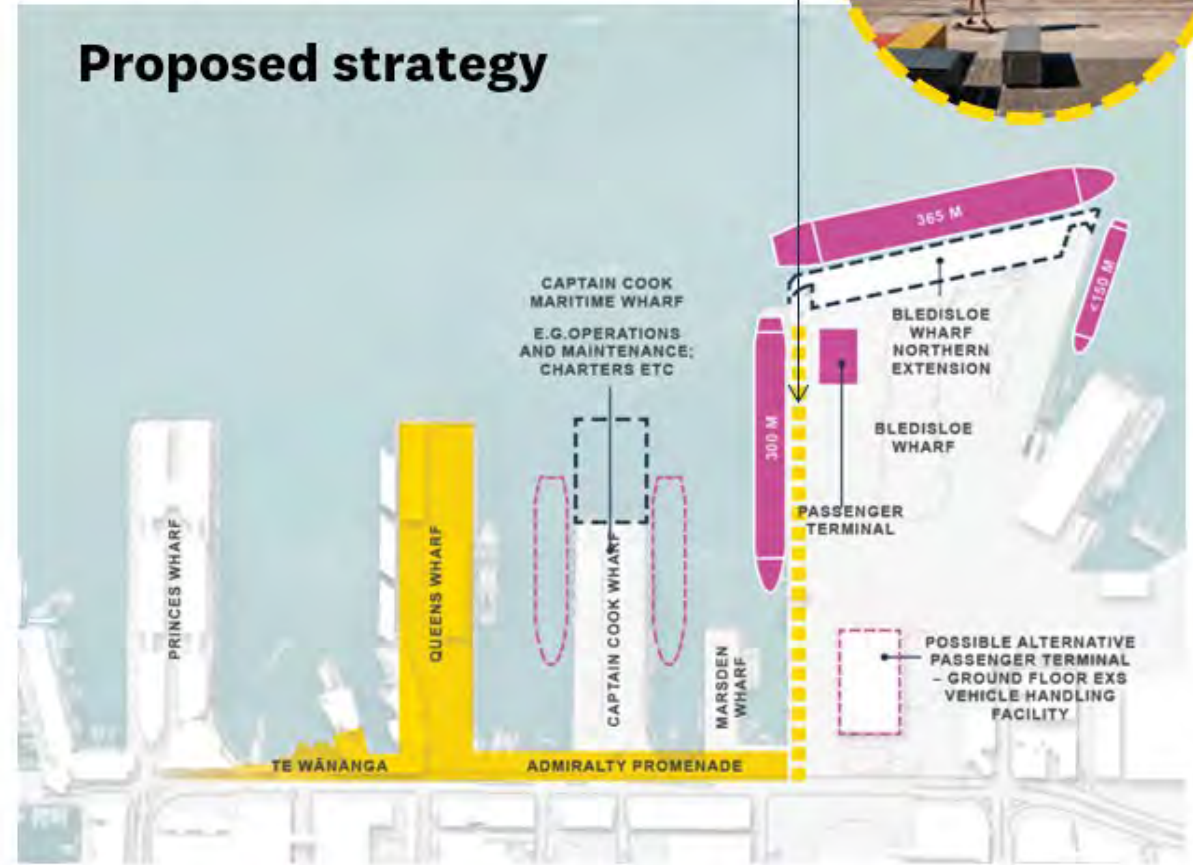 Proposed strategy
365 M
<150 M
CAPTAIN COOK
MARITIME WHARF
E.G.OPERATIONS
AND MAINTENANCE;
CHARTERS ETC
BLEDISLOE
WHARF
NORTHERN
EXTENSION
300 M
BLEDISLOE
WHARF
PASSENGER
TERMINAL
PRINCES WHARF
QUEENS WHARF
CAPTAIN COOK WHARF
MARSDEN
WHARF
POSSIBLE ALTERNATIVE
PASSENGER TERMINAL
– GROUND FLOOR EXS
VEHICLE HANDLING
FACILITY
TE WĀNANGA
ADMIRALTY PROMENADE